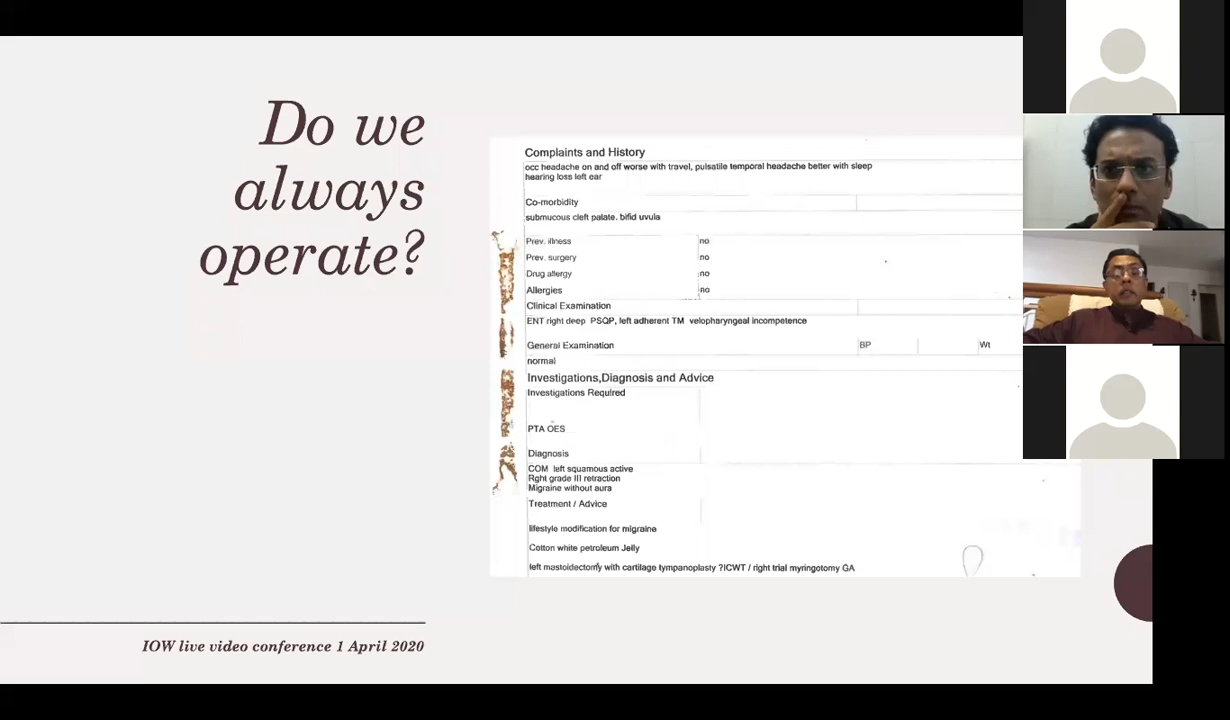 Do we
always
operate?
Complaints and History
occ headache on and off worse with travel, pulsatile temporal headache better with sleep
hearing loss left ear
Co-morbidity
submucous cleft palate. bifid uvula
Prev. illness no
Prev. surgery no
Drug allergy no
Allergies no
Clinical Examination
ENT right deep PSQP, left adherent TM velopharyngeal incompetence
General Examination BP Wt
normal
Investigations,Diagnosis and Advice
Investigations Required
PTA OES
Diagnosis
COM left squamous active
Rght grade III retraction
Migraine without aura
Treatment / Advice
lifestyle modification for migraine
Cotton white petroleum Jelly
left mastoidectomy with cartilage tympanoplasty ?ICWT / right trial myringotomy GA
IOW live video conference 1 April 2020